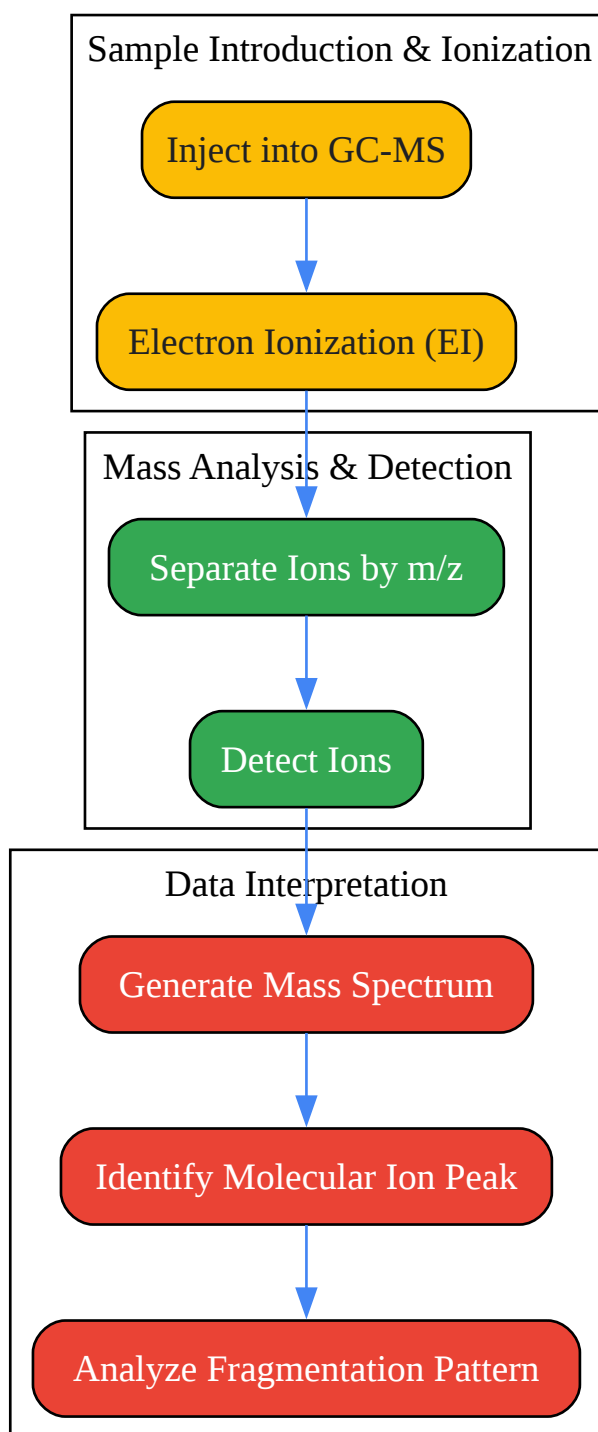 Sample Introduction & Ionization
Inject into GC-MS
Electron Ionization (EI)
Mass Analysis & Detection
Separate Ions by m/z
Detect Ions
Data Interpretation
Generate Mass Spectrum
Identify Molecular Ion Peak
Analyze Fragmentation Pattern